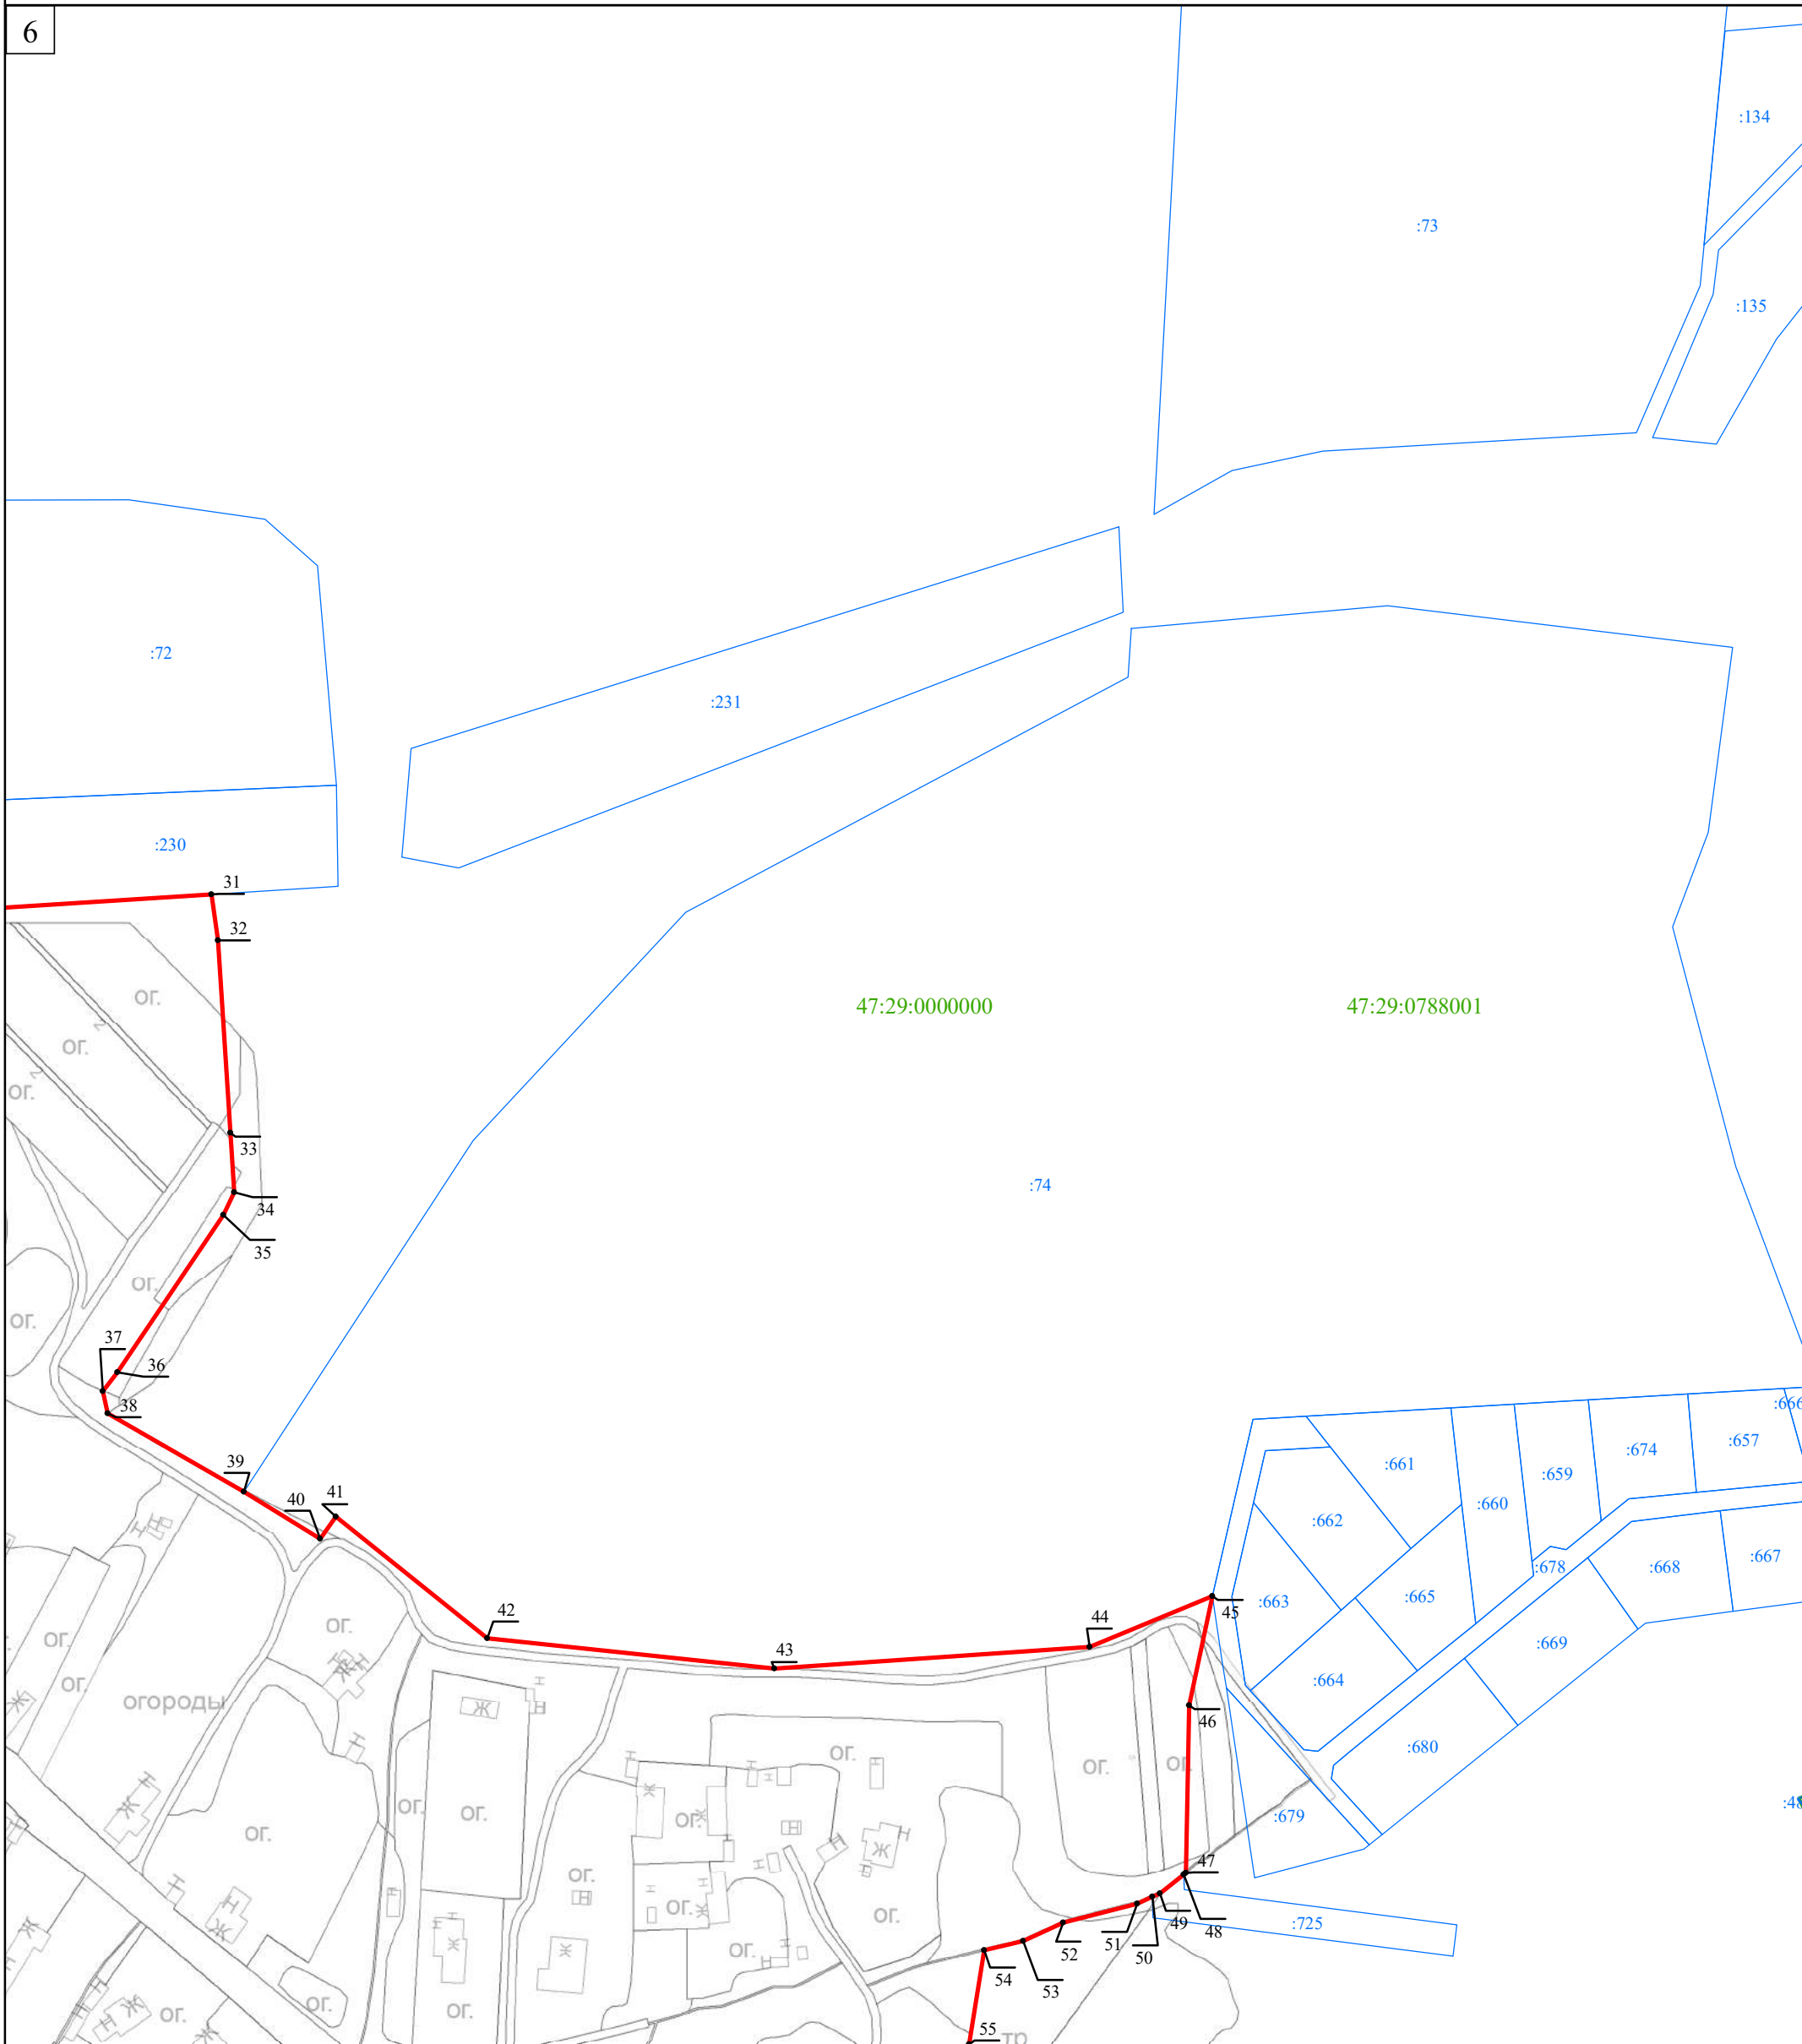 6
:134
:73
:135
:72
:231
:230
31
32
ог.
47:29:0000000
47:29:0788001
ог.
ог.
33
:74
34
35
ог.
ог.
37
36
38
:666
:657
:674
:661
:659
39
:660
41
40
:662
:678
:667
:668
:663
:665
45
42
44
ог.
ог.
:669
43
:664
ог.
огороды
Ж
46
:680
ог.
ог.
ог.
:679
ог.
ог.
ог.
ог.
47
ог.
ог.
ог.
49
48
:725
51
50
52
ог.
54
53
ог.
ог.
ог.
55
тр